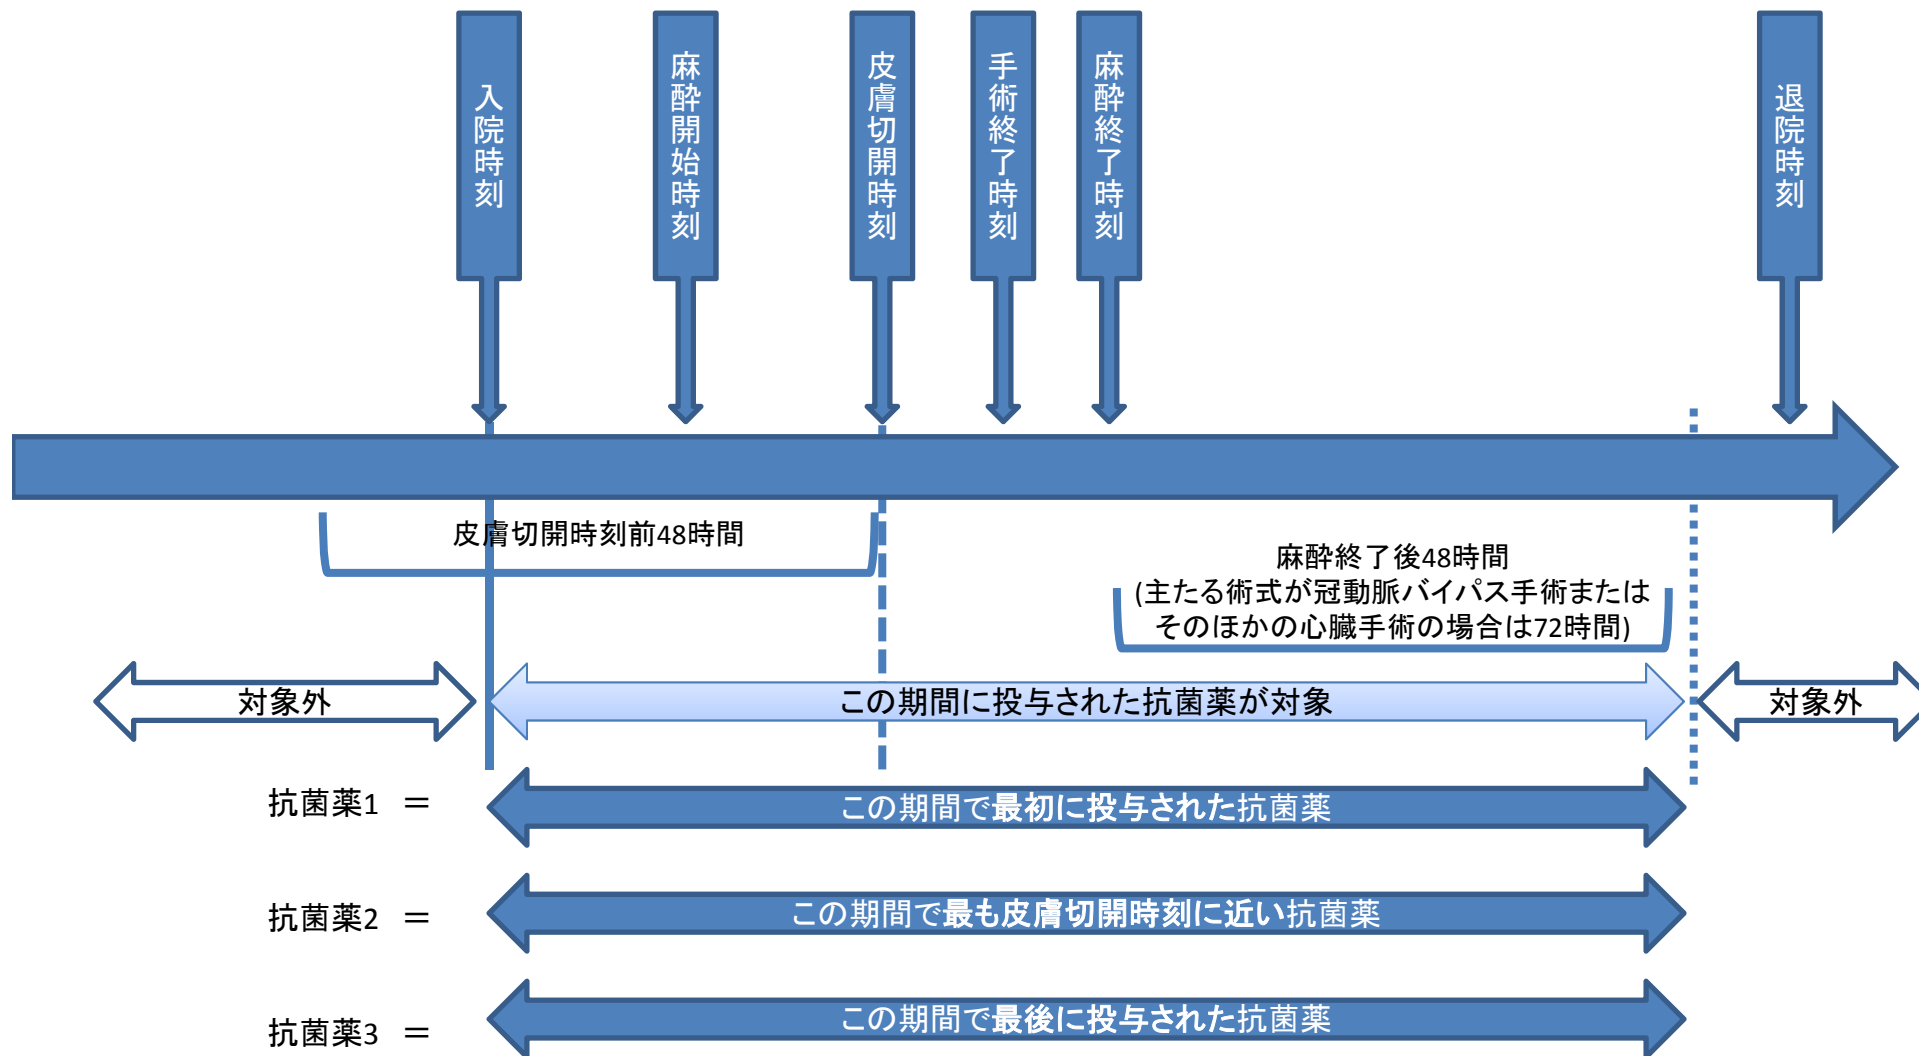 入院時刻
麻酔開始時刻
皮膚切開時刻
手術終了時刻
麻酔終了時刻
退院時刻
皮膚切開時刻前48時間
麻酔終了後48時間
(主たる術式が冠動脈バイパス手術または
そのほかの心臓手術の場合は72時間)
対象外
この期間に投与された抗菌薬が対象
対象外
抗菌薬1 ＝ この期間で最初に投与された抗菌薬
抗菌薬2 ＝ この期間で最も皮膚切開時刻に近い抗菌薬
抗菌薬3 ＝ この期間で最後に投与された抗菌薬